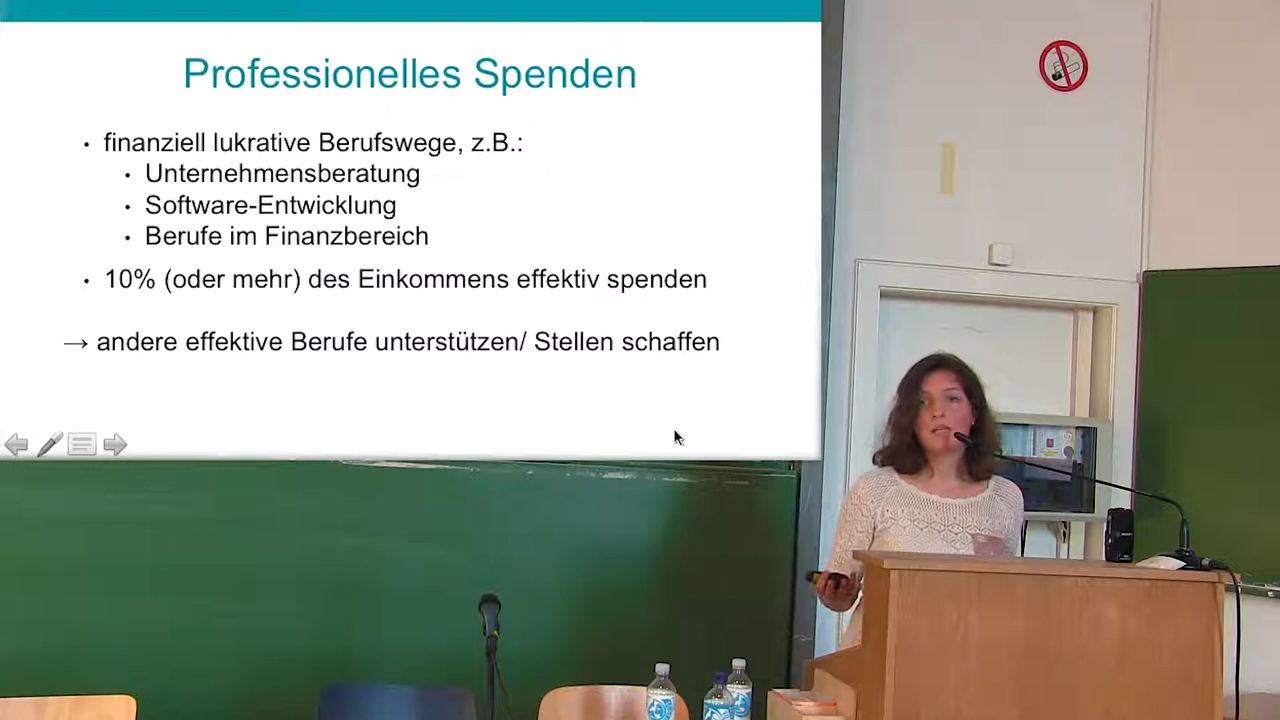 Professionelles Spenden
• finanziell lukrative Berufswege, z.B.:
• Unternehmensberatung
• Software-Entwicklung
• Berufe im Finanzbereich
• 10% (oder mehr) des Einkommens effektiv spenden
→ andere effektive Berufe unterstützen/ Stellen schaffen